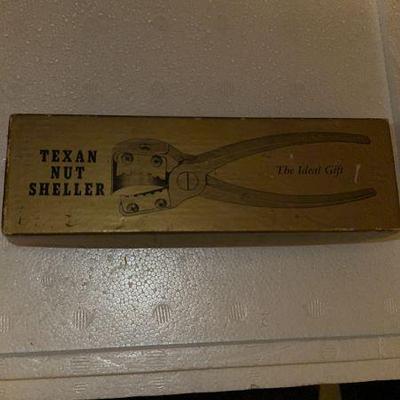 TEXAN
NUT
SHELLER
The Ideal Gift